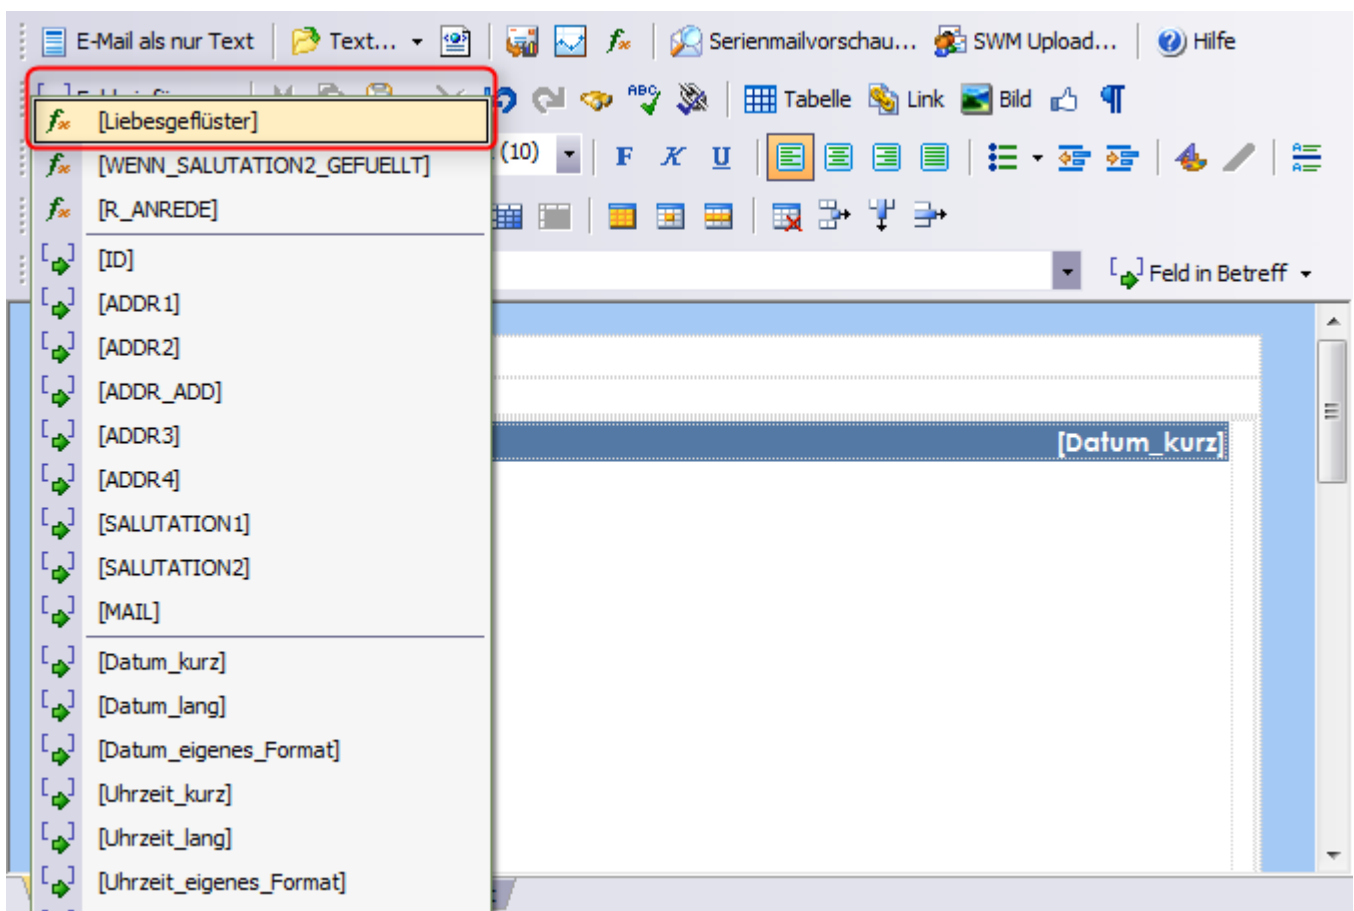 E-Mail als nur Text Text... Serienmailvorschau... SWM Upload... Hilfe
ABC Tabelle Link Bild
[Liebesgeflüster]
[WENN_SALUTATION2_GEFUELLT] (10) F K U
[R_ANREDE]
[ID]
Feld in Betreff
[ADDR1]
[ADDR2]
[ADDR_ADD]
[ADDR3] [Datum_kurz]
[ADDR4]
[SALUTATION1]
[SALUTATION2]
[MAIL]
[Datum_kurz]
[Datum_lang]
[Datum_eigenes_Format]
[Uhrzeit_kurz]
[Uhrzeit_lang]
[Uhrzeit_eigenes_Format]